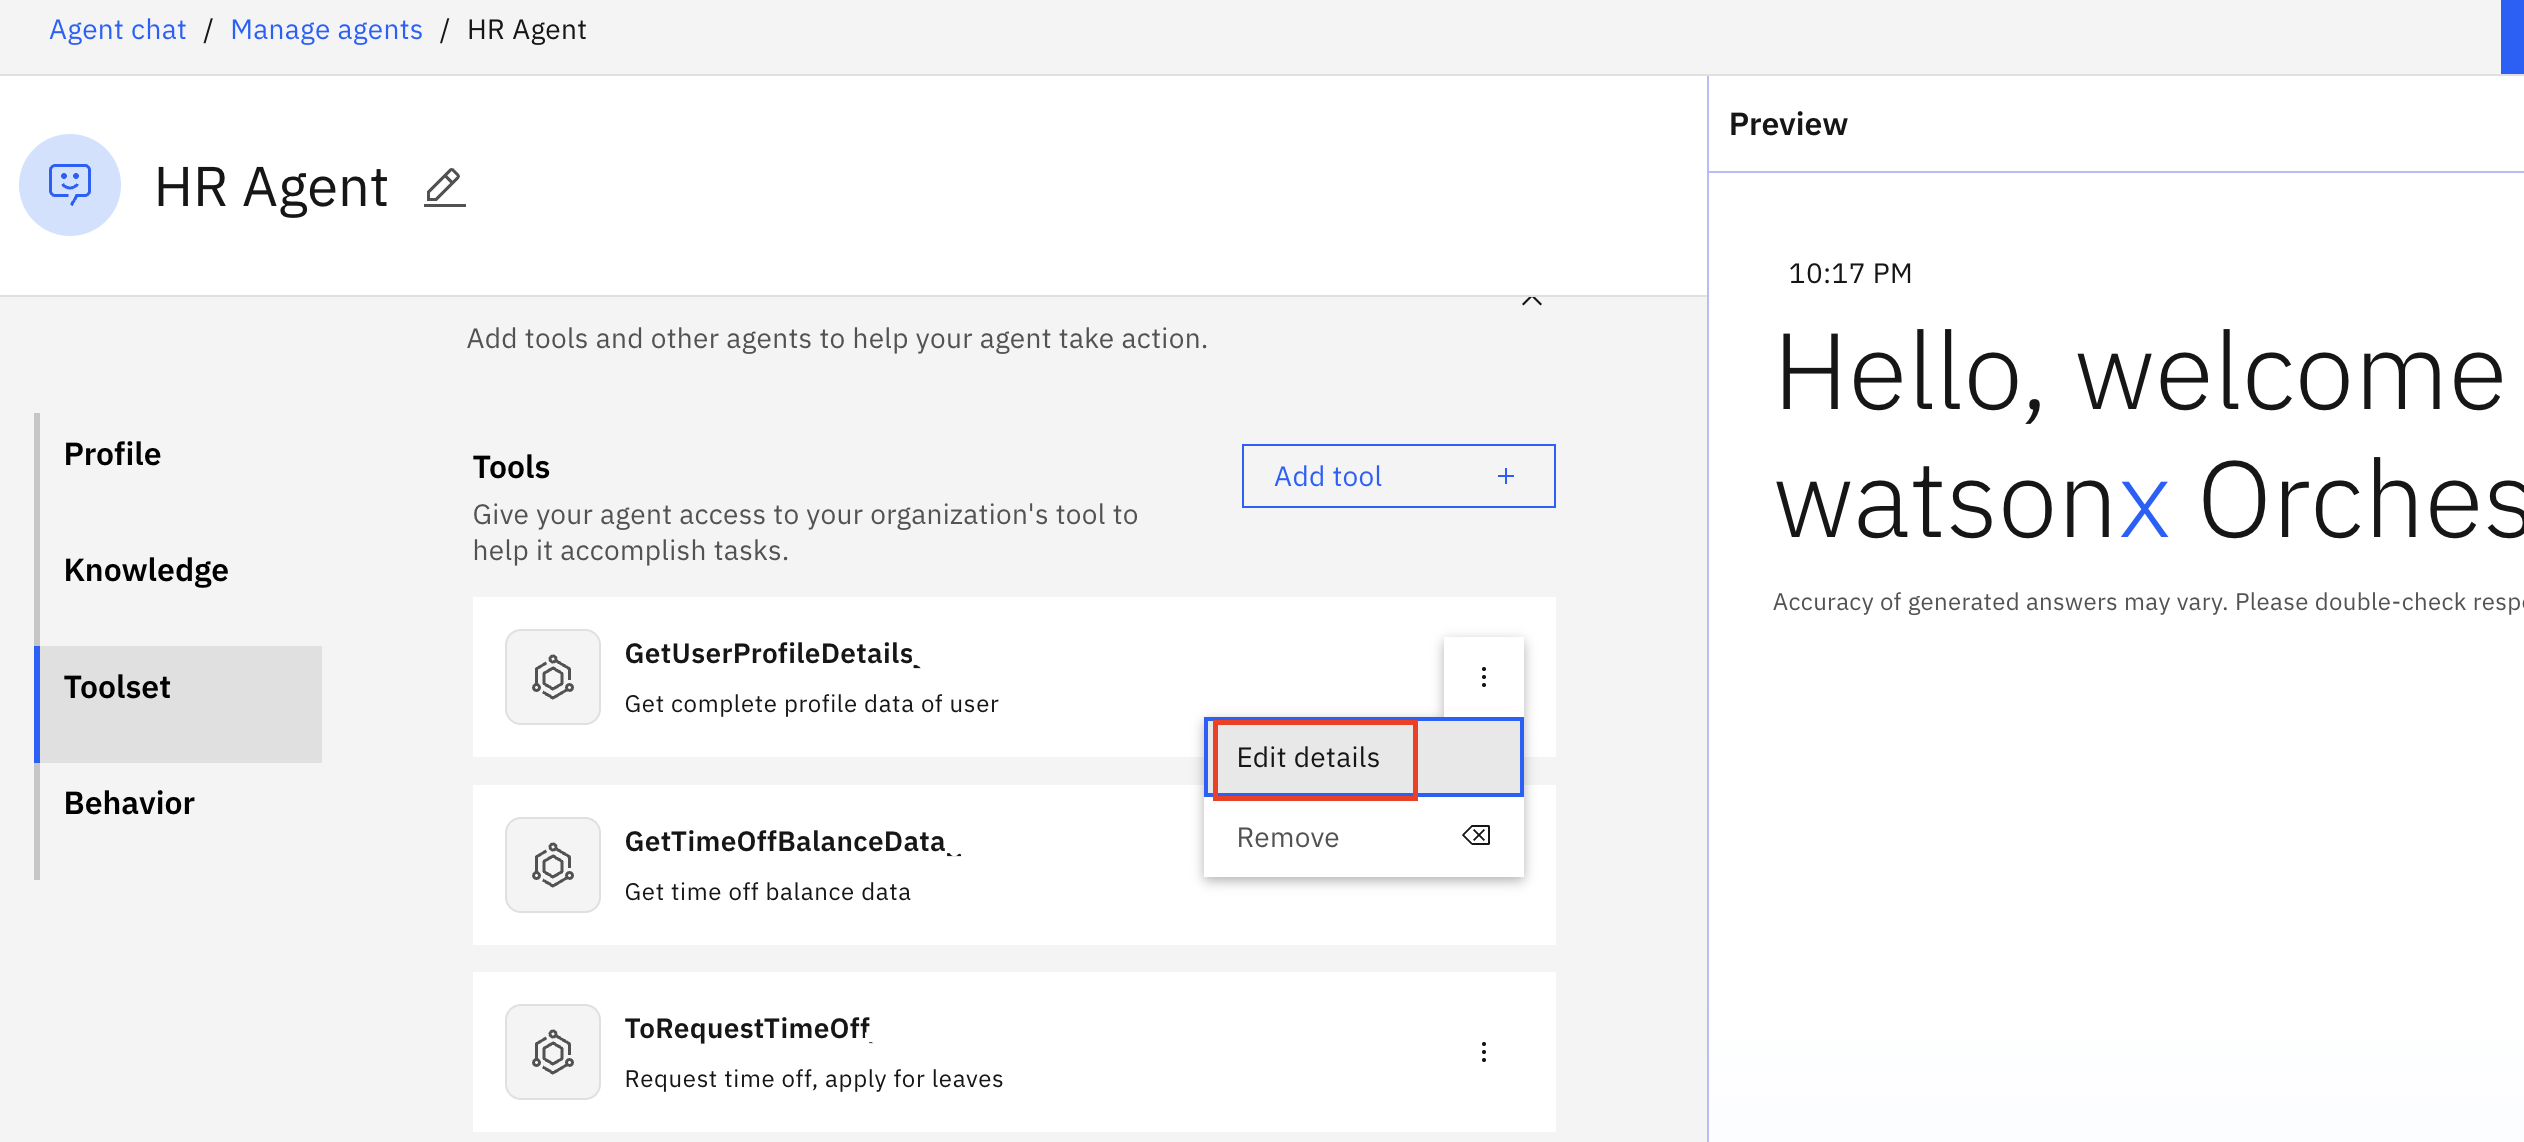 Agent chat / Manage agents / HR Agent
HR Agent
Add tools and other agents to help your agent take action.
Profile
Knowledge
Toolset
Behavior
Tools
Add tool +
Give your agent access to your organization's tool to
help it accomplish tasks.
GetUserProfileDetails
Get complete profile data of user
Edit details
Remove
GetTimeOffBalanceData
Get time off balance data
ToRequestTimeOff
Request time off, apply for leaves
Preview
10:17 PM
Hello, welcome
watsonx Orches
Accuracy of generated answers may vary. Please double-check resp